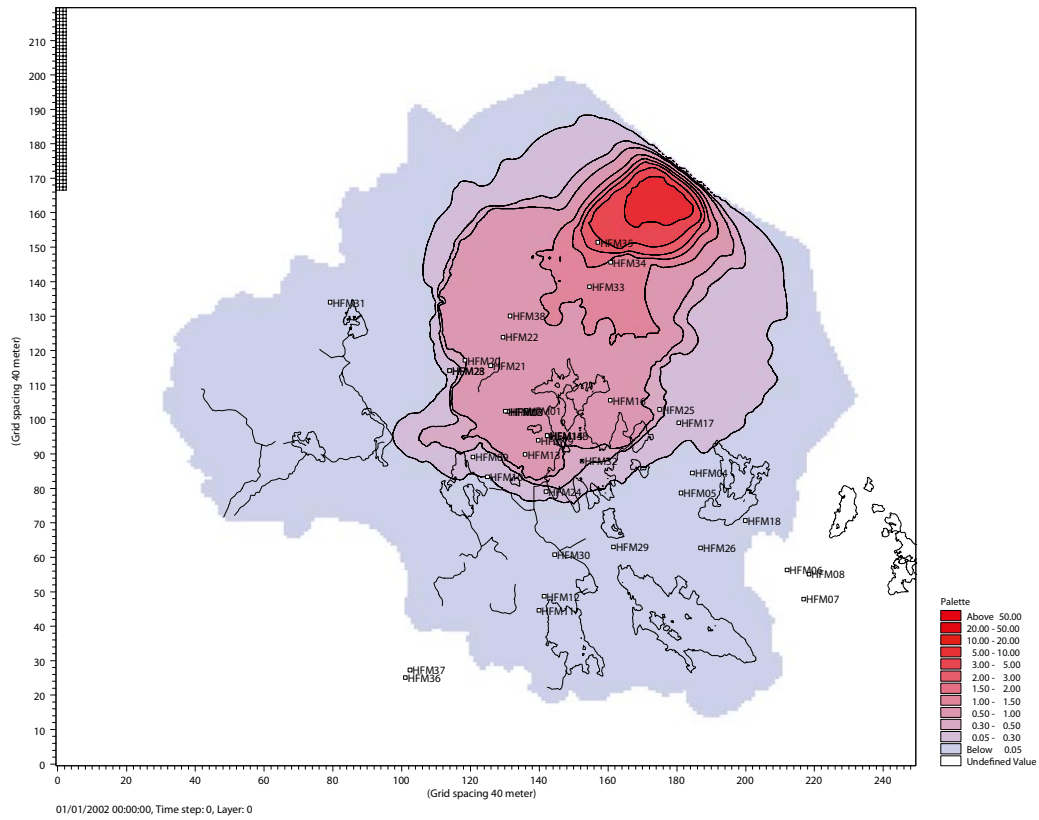 (Grid spacing 40 meter)
210
200
190
180
170
160
150
140
130
120
110
100
90
80
70
60
50
40
30
20
10
0
HFM35
HFM34
HFM33
HFM31
HFM38
HFM22
HFM20
HFM21
HFM28
HFM16
HFM25
HFM17
HFM13
HFM32
HFM04
HFM24
HFM05
HFM18
HFM29
HFM26
HFM30
HFM06
HFM08
HFM12
HFM07
HFM11
HFM37
HFM36
0 20 40 60 80 100 120 140 160 180 200 220 240
(Grid spacing 40 meter)
01/01/2002 00:00:00, Time step: 0, Layer: 0
Palette
Above 50.00
20.00 - 50.00
10.00 - 20.00
5.00 - 10.00
3.00 - 5.00
2.00 - 3.00
1.50 - 2.00
1.00 - 1.50
0.50 - 1.00
0.30 - 0.50
0.05 - 0.30
Below 0.05
Undefined Value